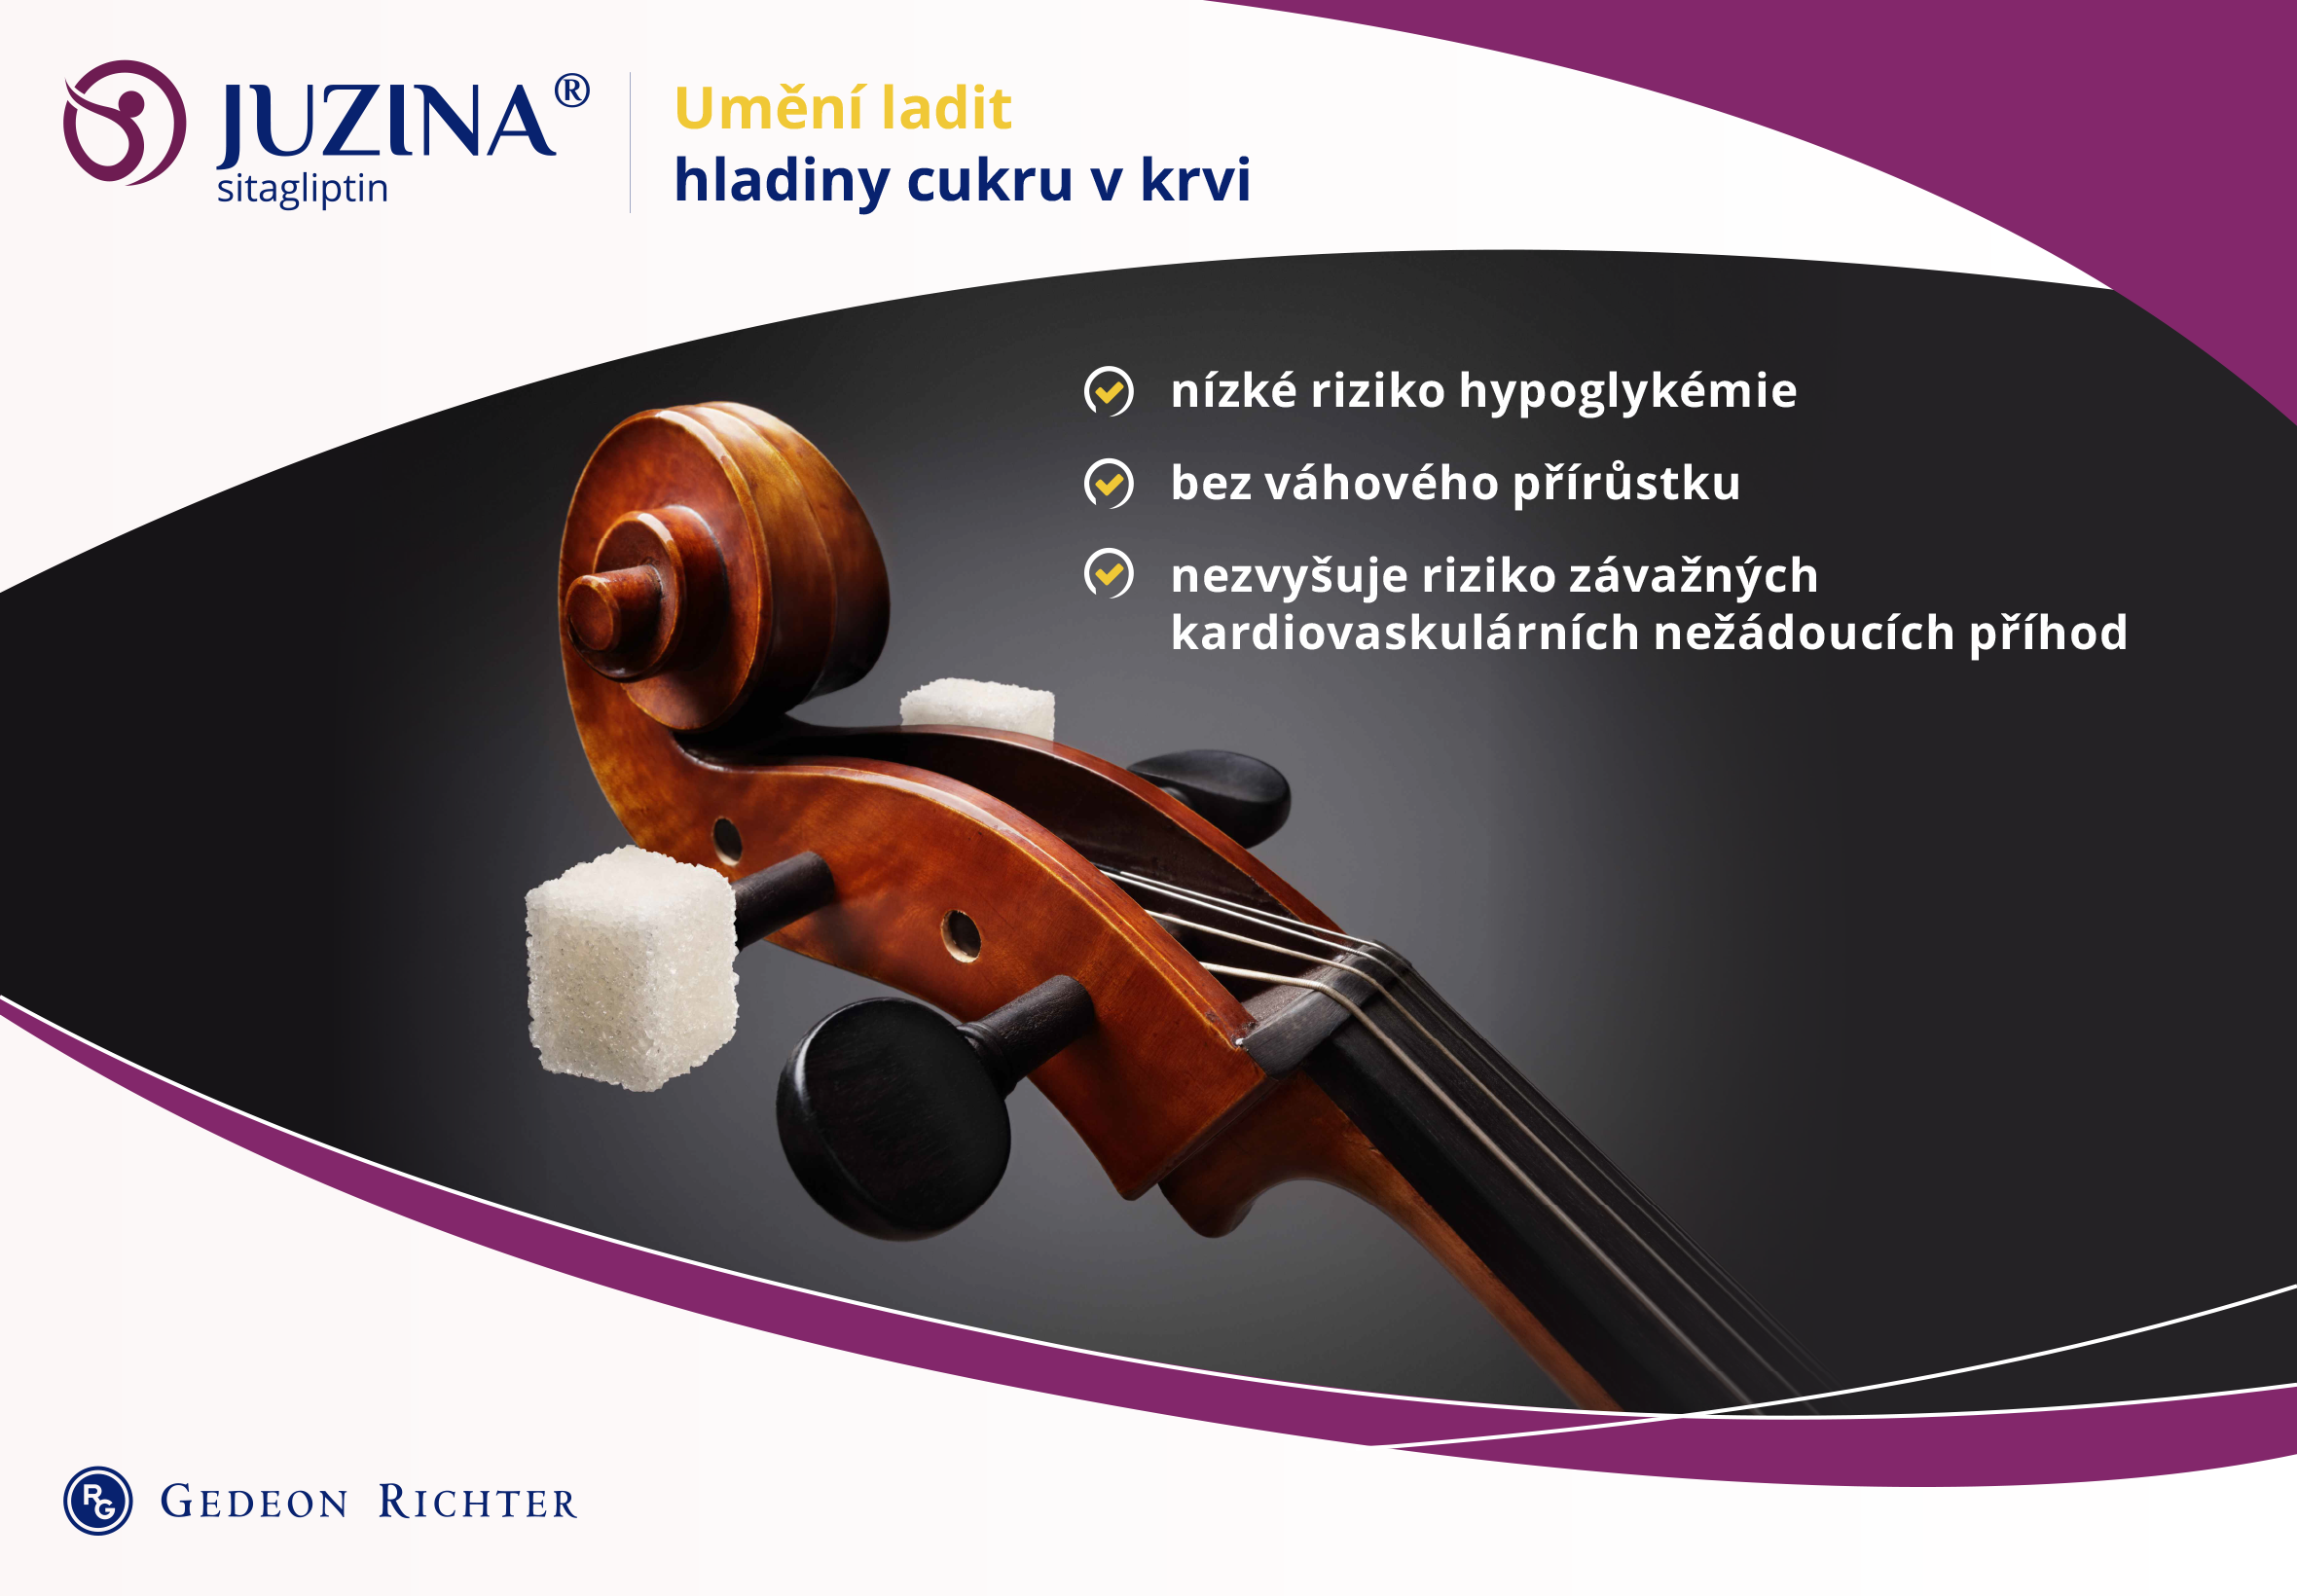 JUZINA®
sitagliptin
Umění ladit
hladiny cukru v krvi
nízké riziko hypoglykémie
bez váhového přírůstku
nezvyšuje riziko závažných
kardiovaskulárních nežádoucích příhod
RG GEDEON RICHTER